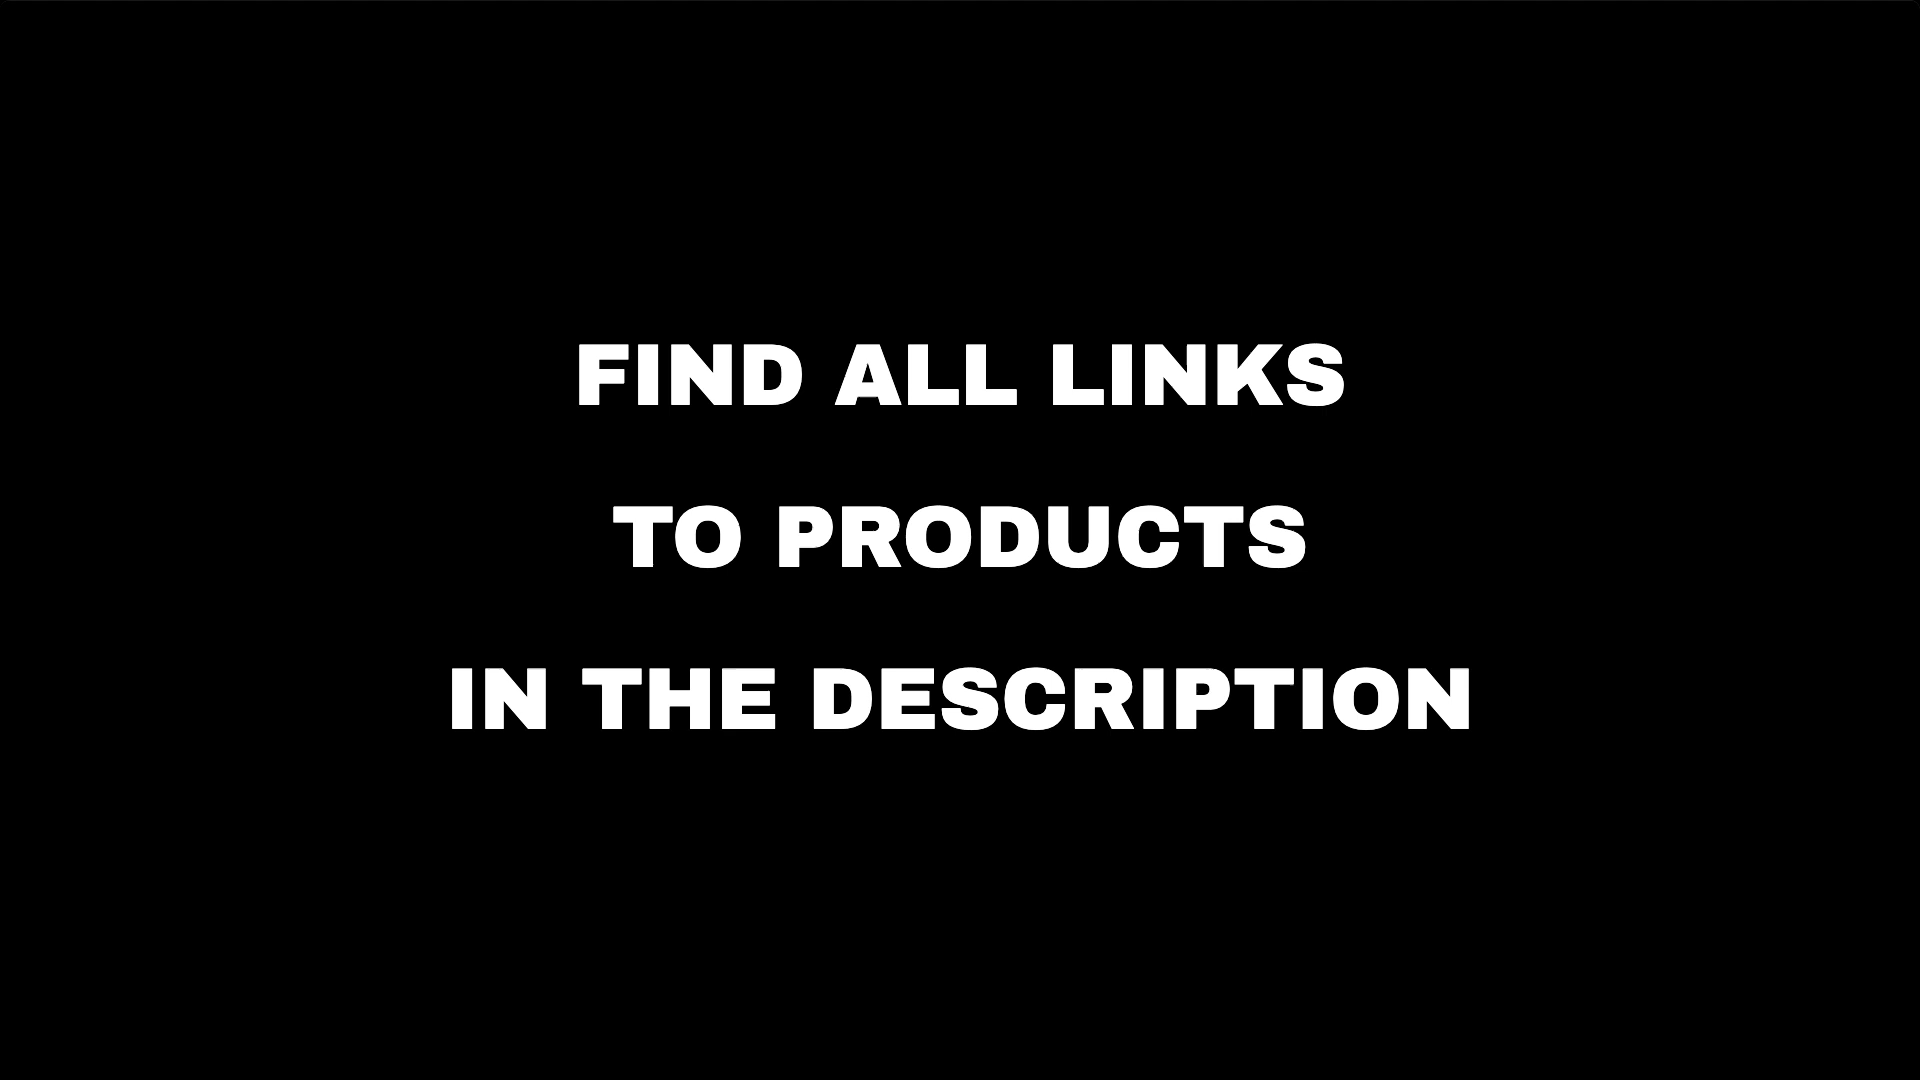 FIND ALL LINKS
TO PRODUCTS
IN THE DESCRIPTION